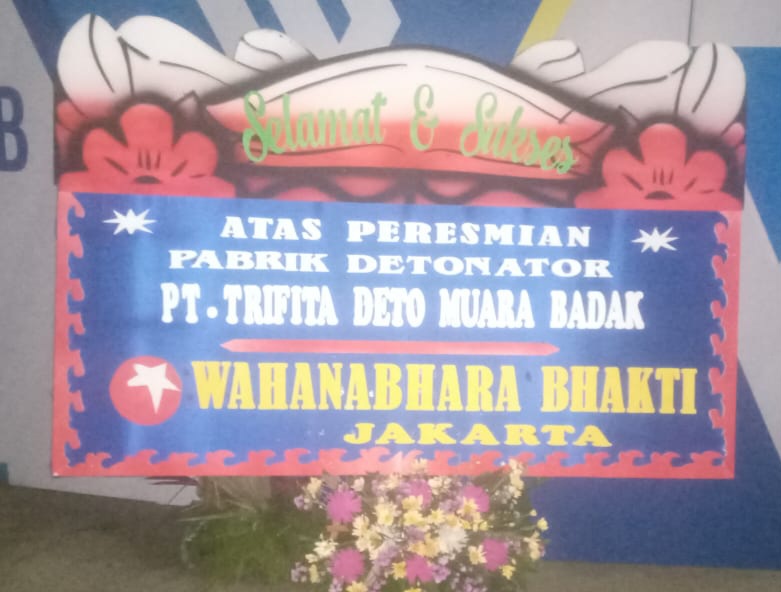 B
Selamat & Sukses
ATAS PERESMIAN
PABRIK DETONATOR
PT. TRIFITA DETO MUARA BADAK
WAHANABHARA BHAKTI
JAKARTA